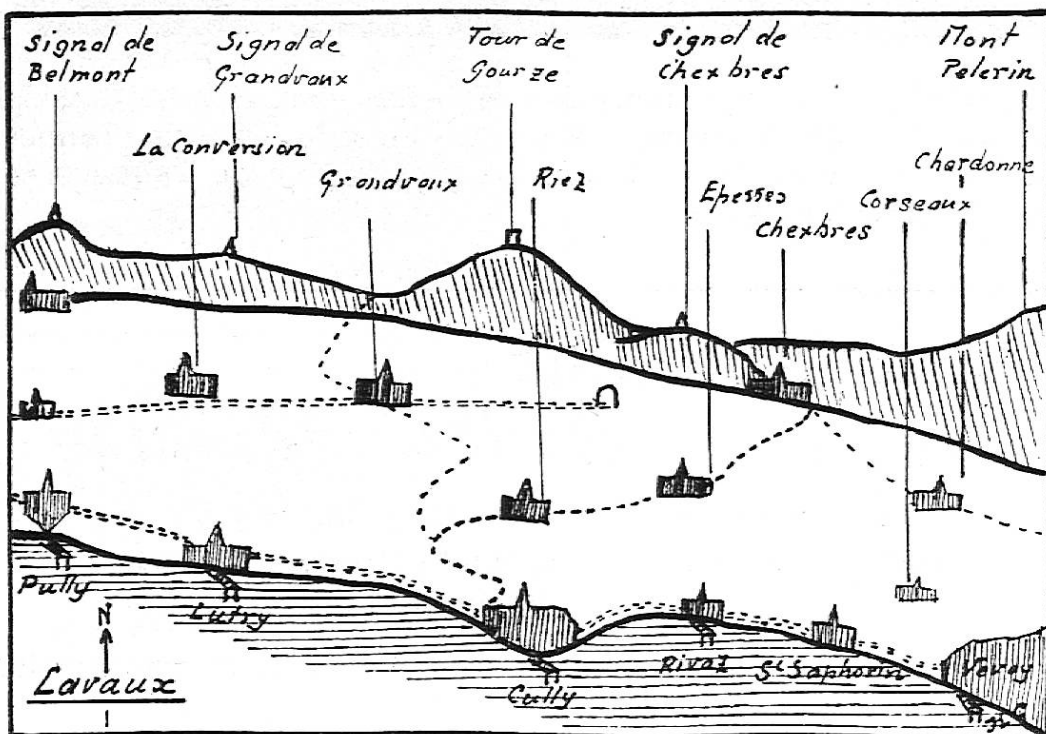 Signal de
Belmont
Signal de
Grandvaux
Tour de
Gourze
Signal de
Chexbres
Mont
Pelerin
La Conversion
Grandvaux
Riez
Epesses
Chexbres
Corseaux
Chardonne
Pully
Lutry
Cully
Rivaz
St Saphorin
Vevey
N
Lavaux